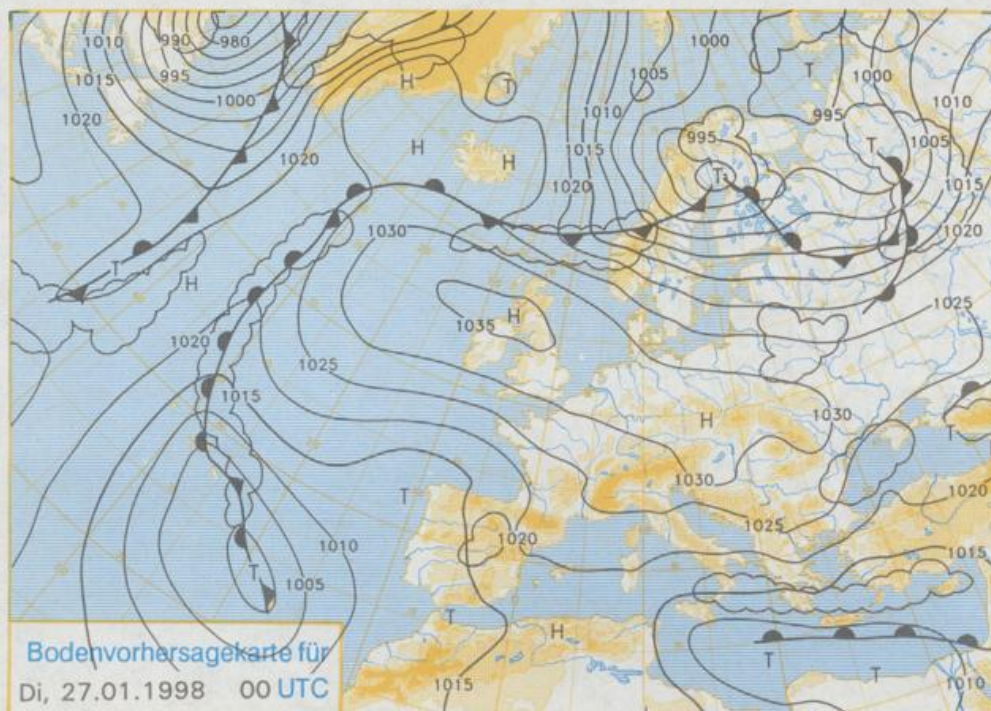 1010 990 980 1000
1015 995 H T 1005 T 1000
1000 1010 1010
1020 995 995
1020 H H 1015 T 1005
T 1015
1020
1030 1020
T
H 1025
1035 H
1020
1025
1015 H 1030
1030
T 1020
1025
1020
1010 1015
T 1005
T H
Bodenvorhersagekarte für T T
Di, 27.01.1998 00 UTC 1015 1010